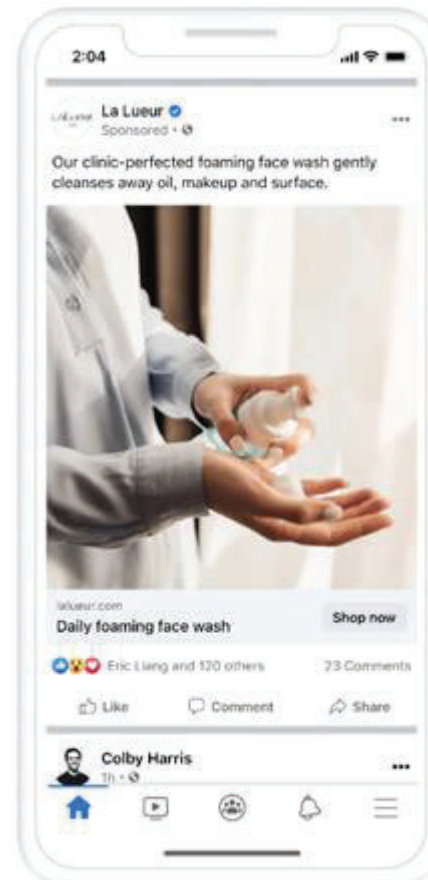 2:04
La Lueur
Sponsored
Our clinic-perfected foaming face wash gently
cleanses away oil, makeup and surface.
lalueur.com
Daily foaming face wash
Shop now
Eric Liang and 120 others
23 Comments
Like
Comment
Share
Colby Harris
1h